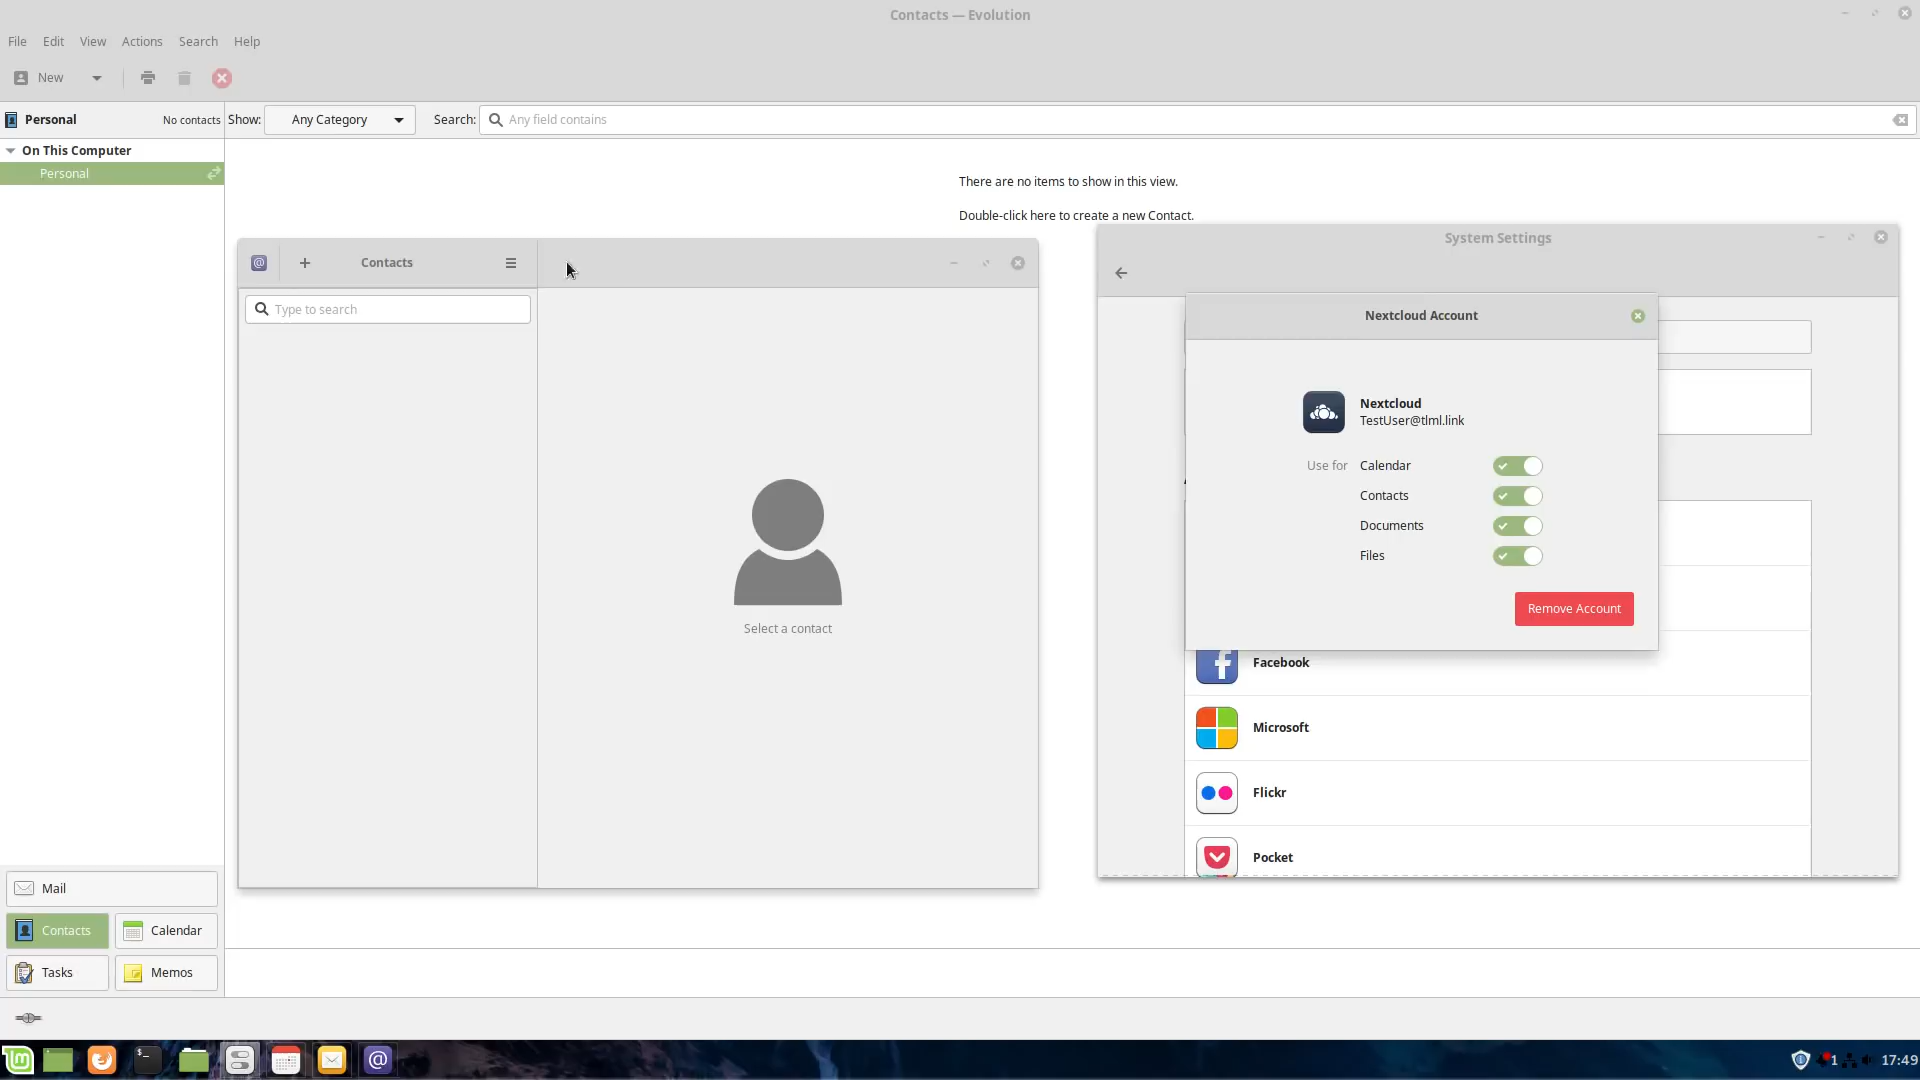 Contacts — Evolution
File Edit View Actions Search Help
New
Personal No contacts Show: Any Category Search: Any field contains
On This Computer
Personal
There are no items to show in this view.
Double-click here to create a new Contact.
Contacts
Type to search
Select a contact
System Settings
Nextcloud Account
Nextcloud
TestUser@tlml.link
Use for Calendar
Contacts
Documents
Files
Remove Account
Facebook
Microsoft
Flickr
Pocket
Mail
Contacts Calendar
Tasks Memos
1 17:49